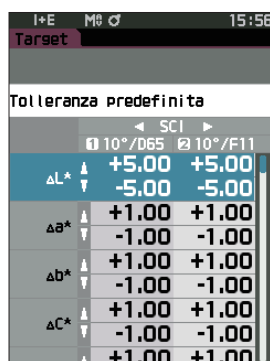 I+E M ♂ 15:56
Target
Tolleranza predefinita
◀ SCI ▶
1 10°/D65 2 10°/F11
ΔL* ▲ +5.00 +5.00
▼ -5.00 -5.00
Δa* ▲ +1.00 +1.00
▼ -1.00 -1.00
Δb* ▲ +1.00 +1.00
▼ -1.00 -1.00
ΔC* ▲ +1.00 +1.00
▼ -1.00 -1.00
▲ +1.00 +1.00